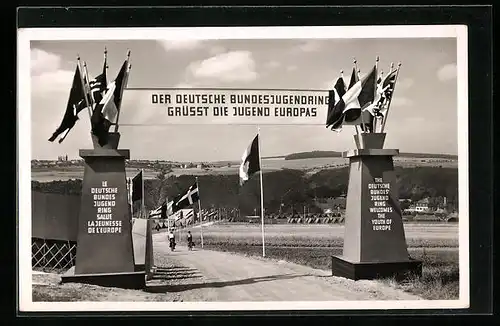 DER DEUTSCHE BUNDESJUGENDRING
GRÜSST DIE JUGEND EUROPAS
LE
DEUTSCHE
BUNDES
JUGEND
RING
SALUE
LA JEUNESSE
DE L'EUROPE
THE
DEUTSCHE
BUNDES
JUGEND
RING
WELCOMES
THE
YOUTH OF
EUROPE